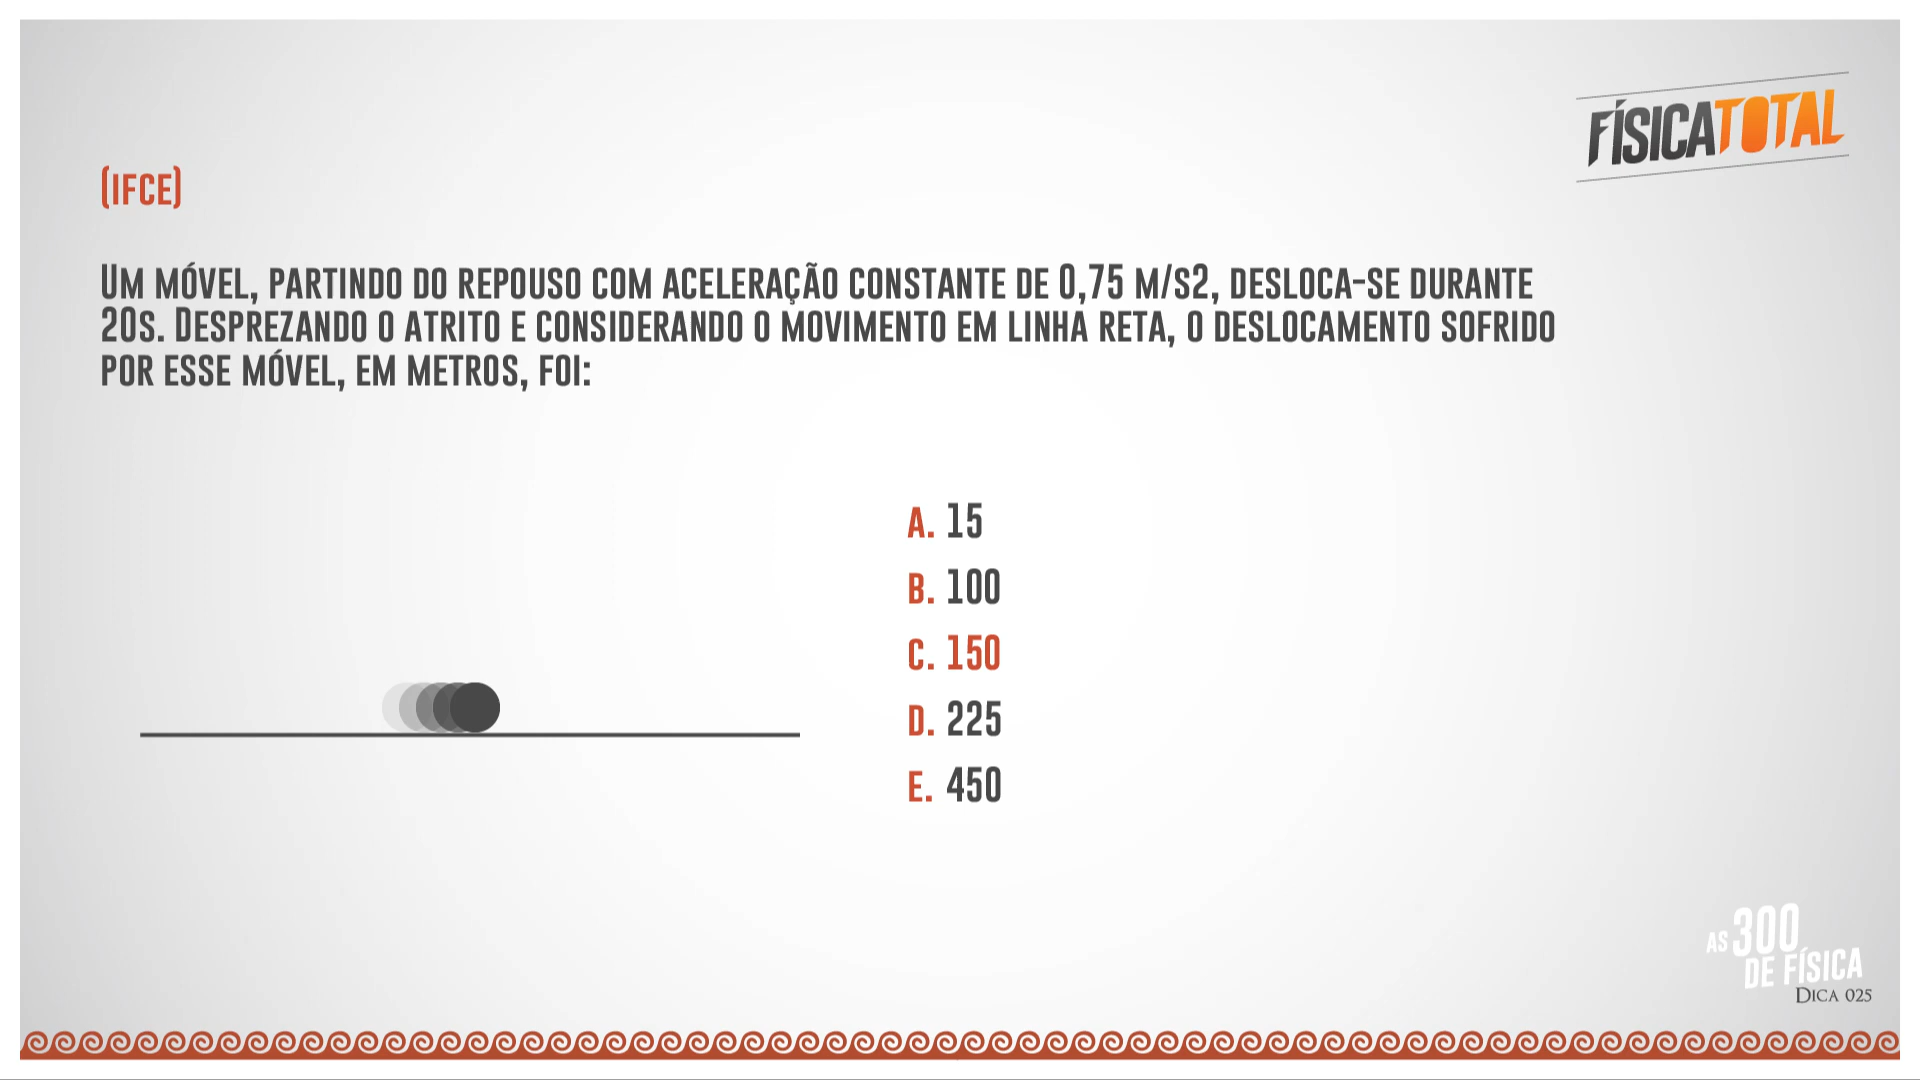 FÍSICATOTAL
(IFCE)
UM MÓVEL, PARTINDO DO REPOUSO COM ACELERAÇÃO CONSTANTE DE 0,75 M/S2, DESLOCA-SE DURANTE
20S. DESPREZANDO O ATRITO E CONSIDERANDO O MOVIMENTO EM LINHA RETA, O DESLOCAMENTO SOFRIDO
POR ESSE MÓVEL, EM METROS, FOI:
A. 15
B. 100
C. 150
D. 225
E. 450
AS 300
DE FÍSICA
DICA 025